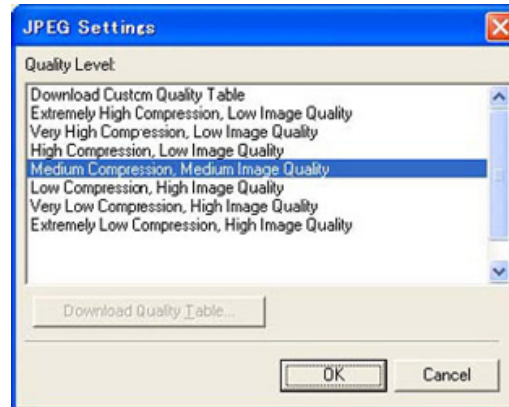 JPEG Settings
Quality Level:
Download Custom Quality Table
Extremely High Compression, Low Image Quality
Very High Compression, Low Image Quality
High Compression, Low Image Quality
Medium Compression, Medium Image Quality
Low Compression, High Image Quality
Very Low Compression, High Image Quality
Extremely Low Compression, High Image Quality
Download Quality Table...
OK Cancel